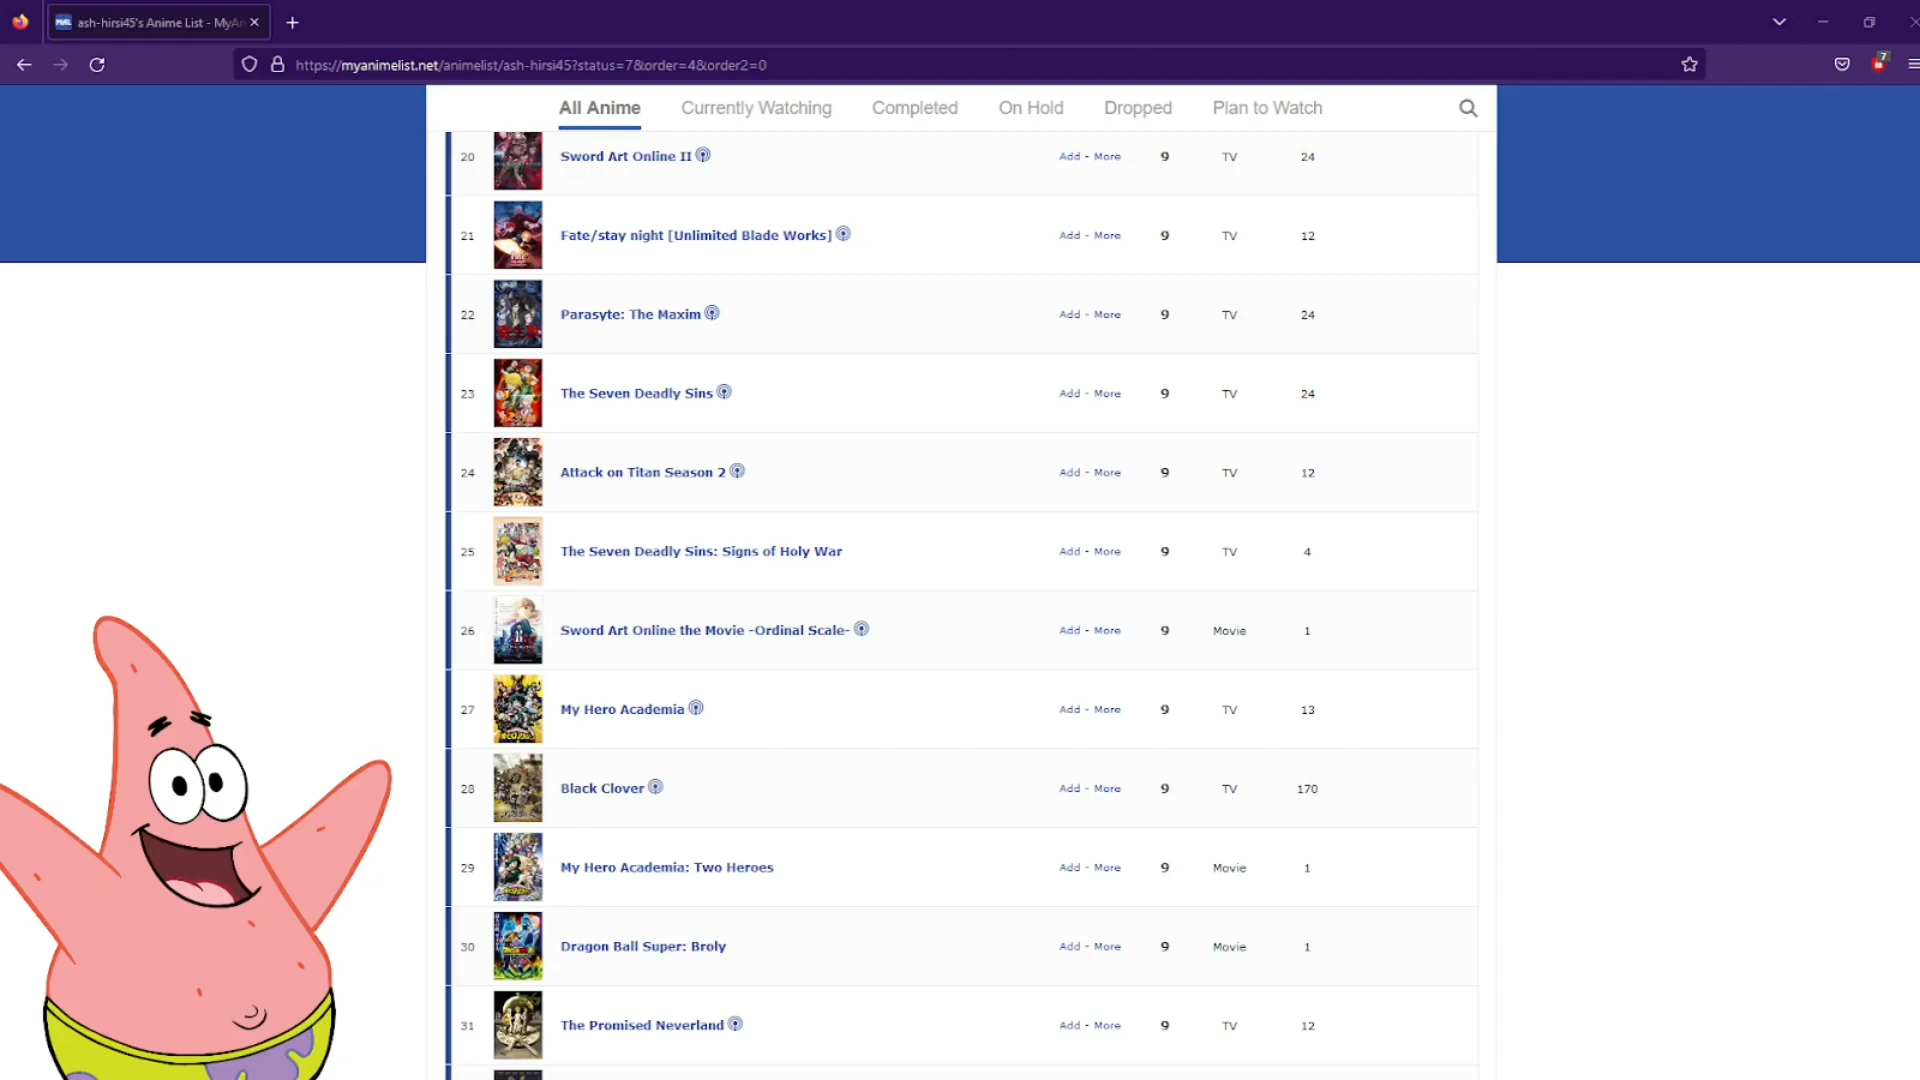 ash-hirsi45's Anime List - MyAn
https://myanimelist.net/animelist/ash-hirsi45?status=7&order=4&order2=0
7
All Anime Currently Watching Completed On Hold Dropped Plan to Watch
20 Sword Art Online II Add - More 9 TV 24
21 Fate/stay night [Unlimited Blade Works] Add - More 9 TV 12
22 Parasyte: The Maxim Add - More 9 TV 24
23 The Seven Deadly Sins Add - More 9 TV 24
24 Attack on Titan Season 2 Add - More 9 TV 12
25 The Seven Deadly Sins: Signs of Holy War Add - More 9 TV 4
26 Sword Art Online the Movie -Ordinal Scale- Add - More 9 Movie 1
27 My Hero Academia Add - More 9 TV 13
28 Black Clover Add - More 9 TV 170
29 My Hero Academia: Two Heroes Add - More 9 Movie 1
30 Dragon Ball Super: Broly Add - More 9 Movie 1
31 The Promised Neverland Add - More 9 TV 12